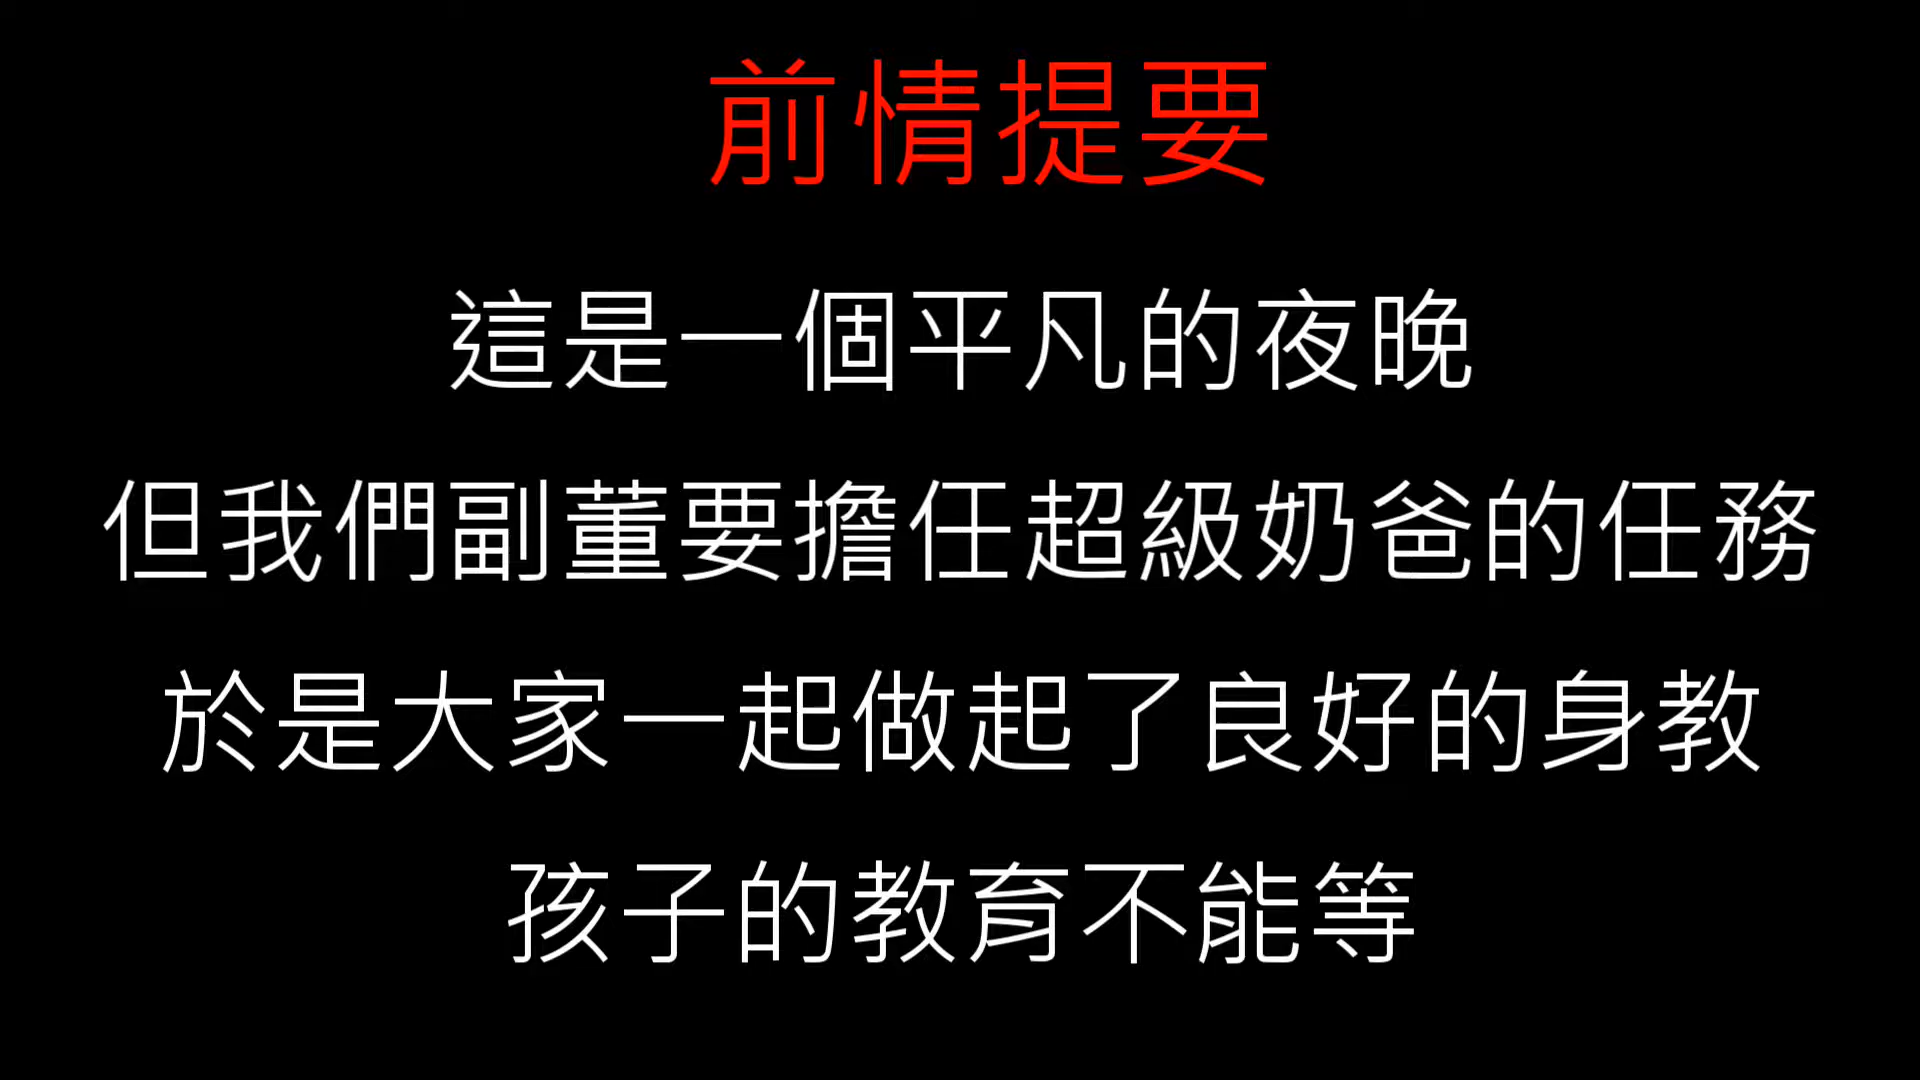 前情提要
這是一個平凡的夜晚
但我們副董要擔任超級奶爸的任務
於是大家一起做起了良好的身教
孩子的教育不能等